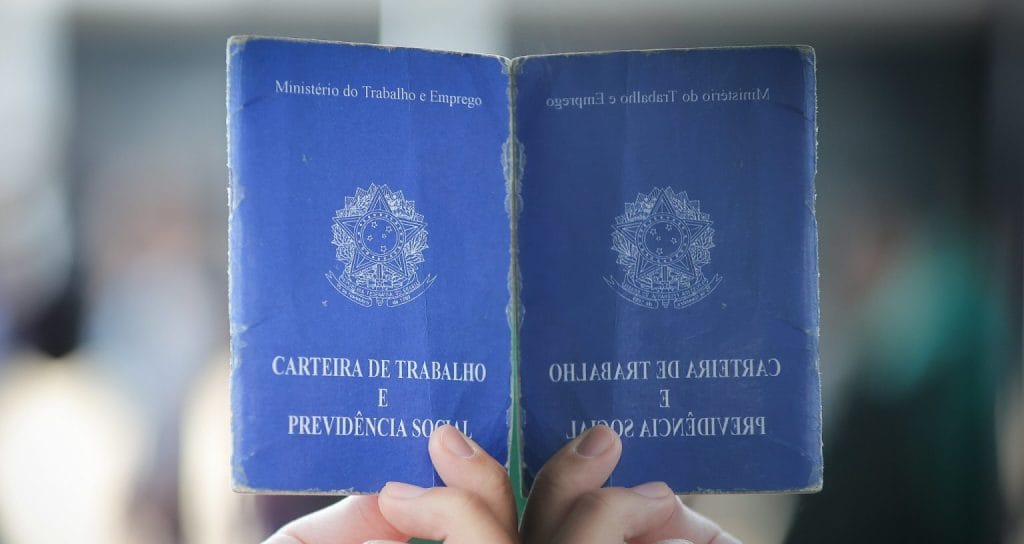 Ministério do Trabalho e Emprego
CARTEIRA DE TRABALHO
E
PREVIDÊNCIA SOCIAL
Ministério do Trabalho e Emprego
CARTEIRA DE TRABALHO
E
PREVIDÊNCIA SOCIAL